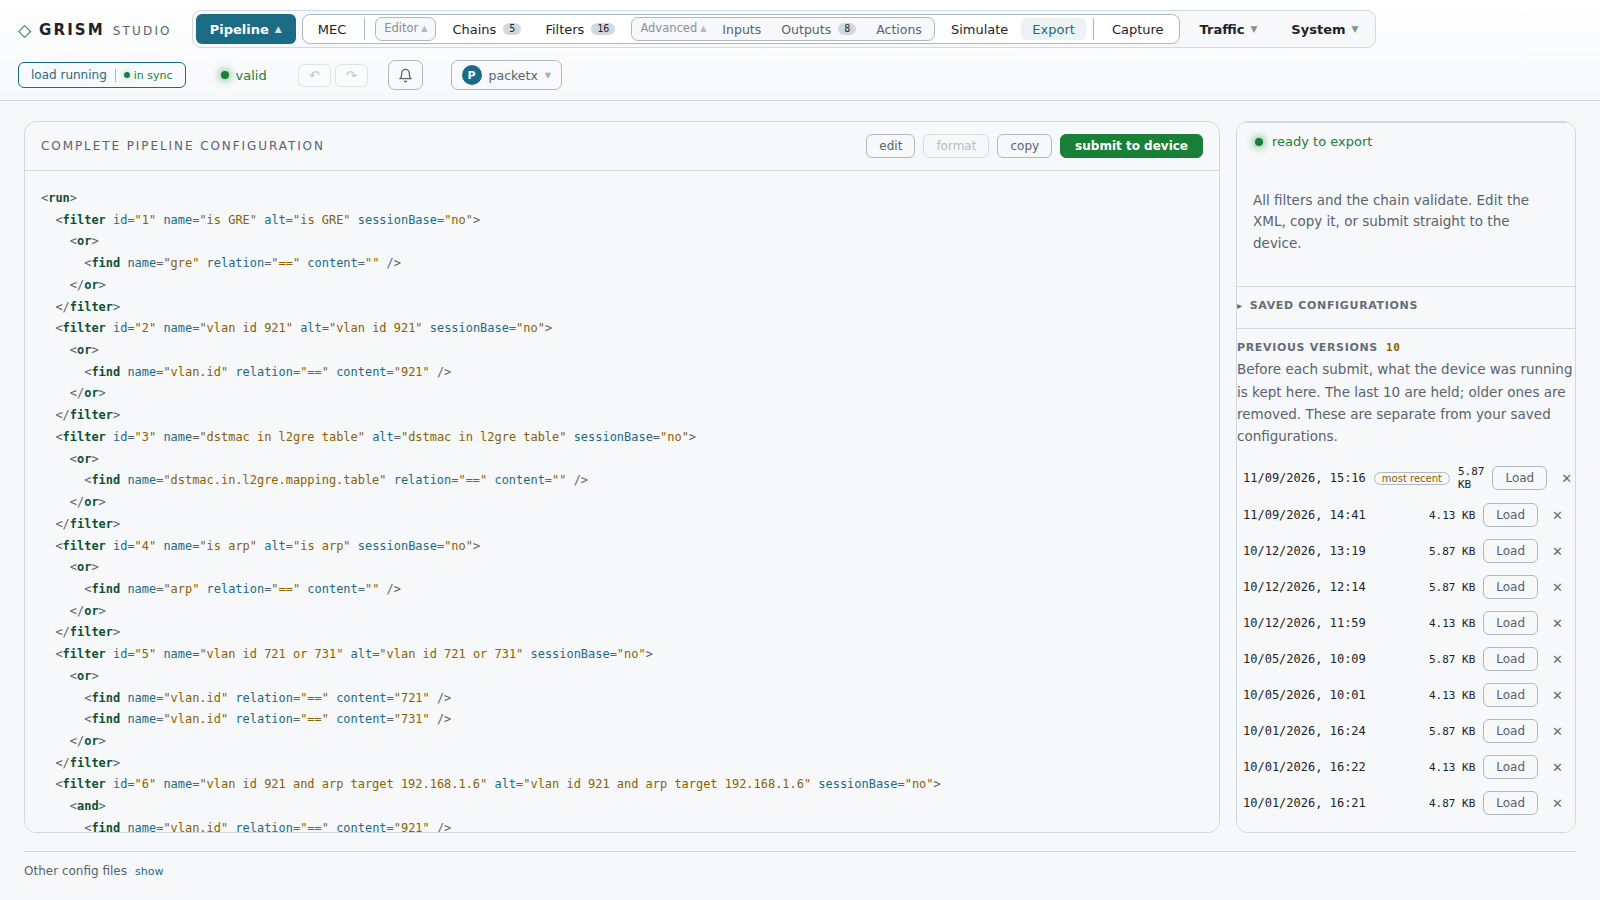 ◇ GRISM STUDIO Pipeline ▲ MEC Editor ▲ Chains 5 Filters 16 Advanced ▲ Inputs Outputs 8 Actions Simulate Export Capture Traffic ▼ System ▼
load running in sync valid ↶ ↷ P packetx ▼
COMPLETE PIPELINE CONFIGURATION edit format copy submit to device
<run>
  <filter id="1" name="is GRE" alt="is GRE" sessionBase="no">
    <or>
      <find name="gre" relation="==" content="" />
    </or>
  </filter>
  <filter id="2" name="vlan id 921" alt="vlan id 921" sessionBase="no">
    <or>
      <find name="vlan.id" relation="==" content="921" />
    </or>
  </filter>
  <filter id="3" name="dstmac in l2gre table" alt="dstmac in l2gre table" sessionBase="no">
    <or>
      <find name="dstmac.in.l2gre.mapping.table" relation="==" content="" />
    </or>
  </filter>
  <filter id="4" name="is arp" alt="is arp" sessionBase="no">
    <or>
      <find name="arp" relation="==" content="" />
    </or>
  </filter>
  <filter id="5" name="vlan id 721 or 731" alt="vlan id 721 or 731" sessionBase="no">
    <or>
      <find name="vlan.id" relation="==" content="721" />
      <find name="vlan.id" relation="==" content="731" />
    </or>
  </filter>
  <filter id="6" name="vlan id 921 and arp target 192.168.1.6" alt="vlan id 921 and arp target 192.168.1.6" sessionBase="no">
    <and>
      <find name="vlan.id" relation="==" content="921" />
ready to export
All filters and the chain validate. Edit the
XML, copy it, or submit straight to the
device.
▸ SAVED CONFIGURATIONS
PREVIOUS VERSIONS 10
Before each submit, what the device was running
is kept here. The last 10 are held; older ones are
removed. These are separate from your saved
configurations.
11/09/2026, 15:16 most recent 5.87 KB Load ✕
11/09/2026, 14:41 4.13 KB Load ✕
10/12/2026, 13:19 5.87 KB Load ✕
10/12/2026, 12:14 5.87 KB Load ✕
10/12/2026, 11:59 4.13 KB Load ✕
10/05/2026, 10:09 5.87 KB Load ✕
10/05/2026, 10:01 4.13 KB Load ✕
10/01/2026, 16:24 5.87 KB Load ✕
10/01/2026, 16:22 4.13 KB Load ✕
10/01/2026, 16:21 4.87 KB Load ✕
Other config files show